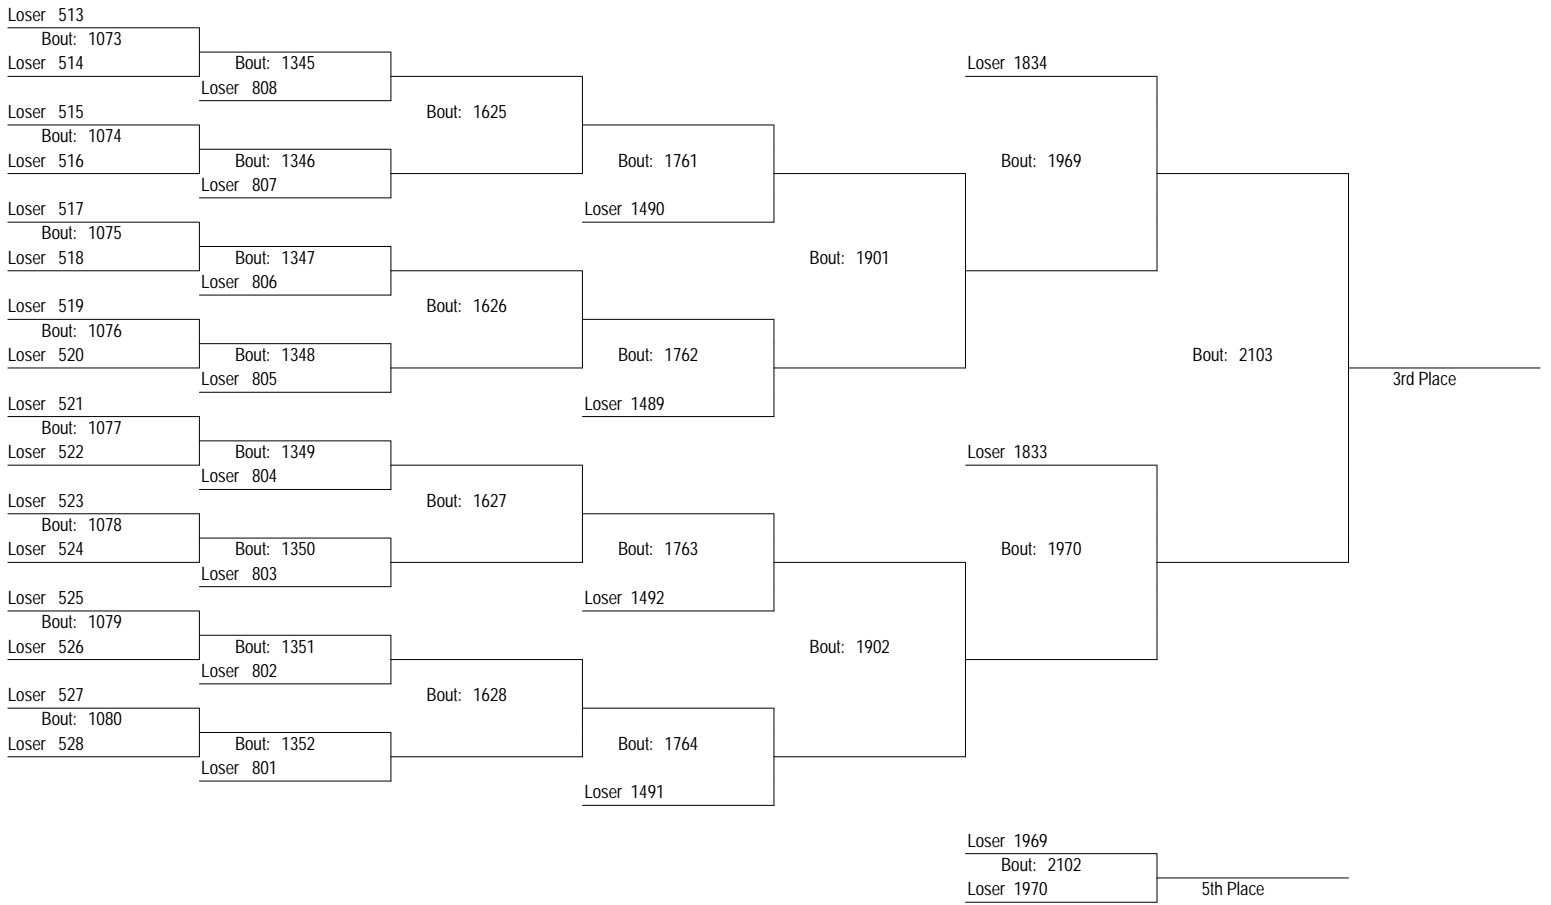 Loser 513
Bout: 1073
Loser 514
Bout: 1345
Loser 1834
Loser 808
Loser 515
Bout: 1625
Bout: 1074
Loser 516
Bout: 1346
Bout: 1761
Bout: 1969
Loser 807
Loser 517
Loser 1490
Bout: 1075
Loser 518
Bout: 1347
Bout: 1901
Loser 806
Loser 519
Bout: 1626
Bout: 1076
Loser 520
Bout: 1348
Bout: 1762
Bout: 2103
Loser 805
3rd Place
Loser 521
Loser 1489
Bout: 1077
Loser 522
Bout: 1349
Loser 1833
Loser 804
Loser 523
Bout: 1627
Bout: 1078
Loser 524
Bout: 1350
Bout: 1763
Bout: 1970
Loser 803
Loser 525
Loser 1492
Bout: 1079
Loser 526
Bout: 1351
Bout: 1902
Loser 802
Loser 527
Bout: 1628
Bout: 1080
Loser 528
Bout: 1352
Bout: 1764
Loser 801
Loser 1491
Loser 1969
Bout: 2102
Loser 1970
5th Place